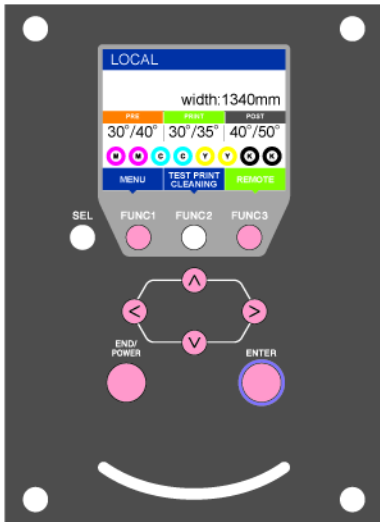 LOCAL
width:1340mm
PRE PRINT POST
30°/40° 30°/35° 40°/50°
M M C C Y Y K K
MENU TEST PRINT CLEANING REMOTE
SEL FUNC1 FUNC2 FUNC3
END/
POWER
ENTER